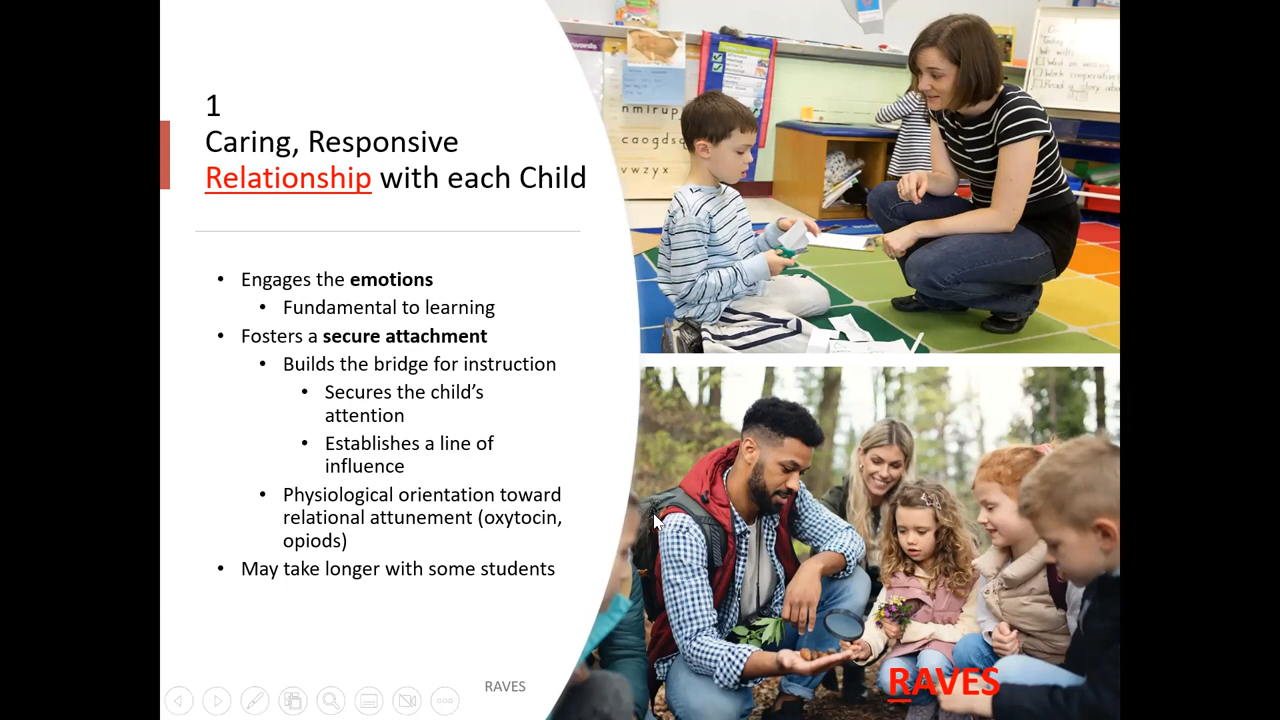 1
Caring, Responsive
Relationship with each Child
• Engages the emotions
• Fundamental to learning
• Fosters a secure attachment
• Builds the bridge for instruction
• Secures the child’s
attention
• Establishes a line of
influence
• Physiological orientation toward
relational attunement (oxytocin,
opiods)
• May take longer with some students
RAVES
RAVES
n m l r u p
c a o g d s q
v w z y x